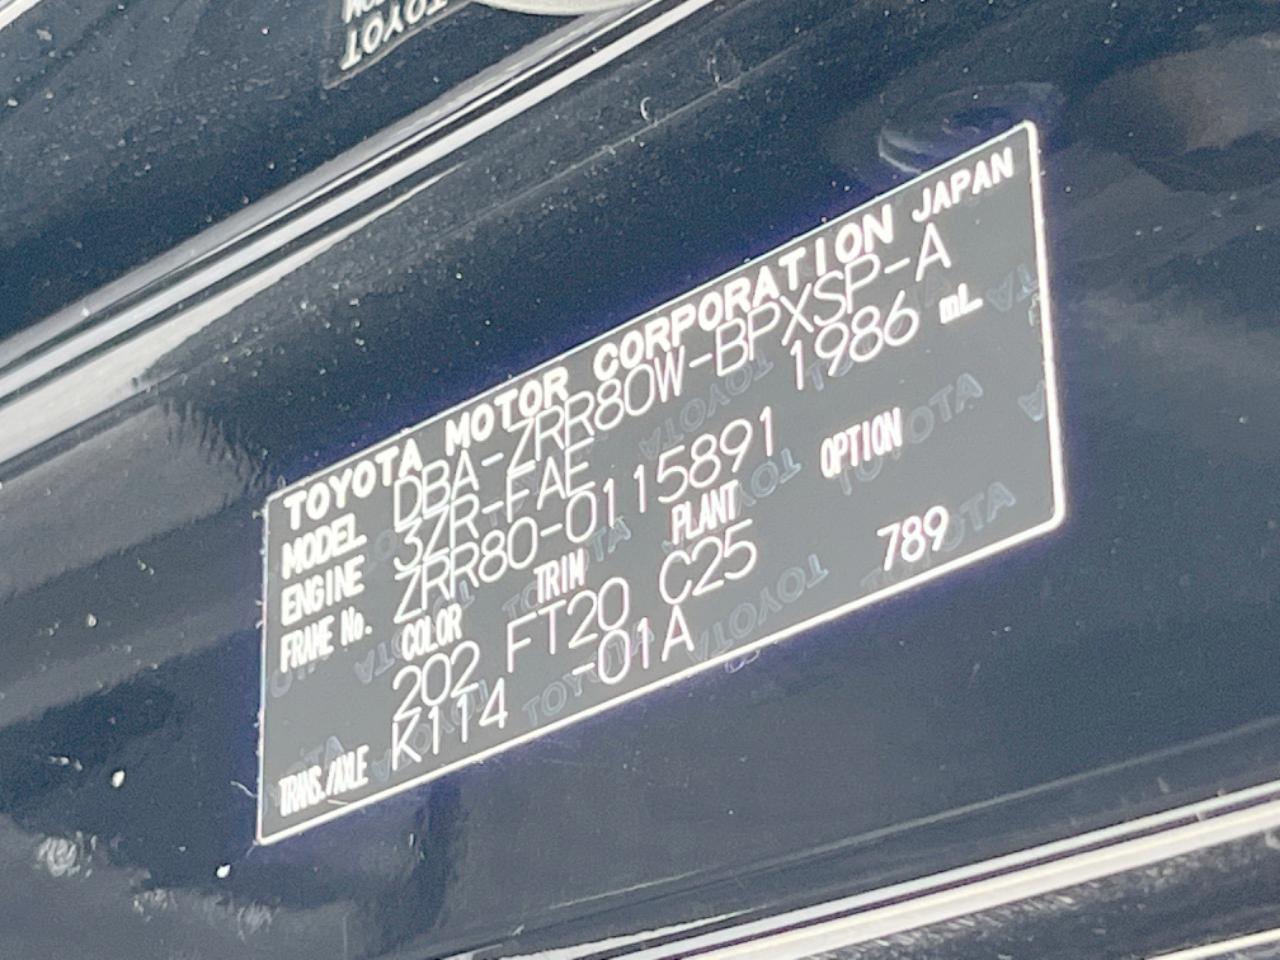 TOYOTA MOTOR CORPORATION JAPAN
MODEL DBA-ZRR80W-BPXSP-A
ENGINE 3ZR-FAE 1986 mL
FRAME No. ZRR80-0115891
COLOR TRIM PLANT OPTION
202 FT20 C25 789
TRANS./AXLE K114 -01A
TOYOT